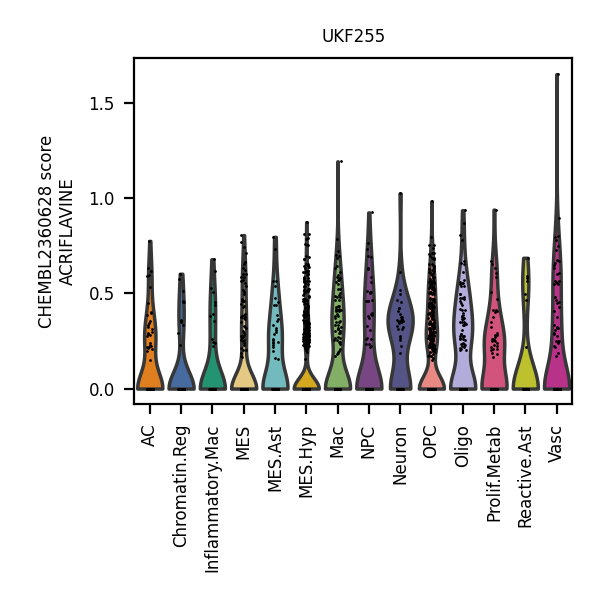 UKF255
CHEMBL2360628 score
ACRIFLAVINE
1.5
1.0
0.5
0.0
AC
Chromatin.Reg
Inflammatory.Mac
MES
MES.Ast
MES.Hyp
Mac
NPC
Neuron
OPC
Oligo
Prolif.Metab
Reactive.Ast
Vasc